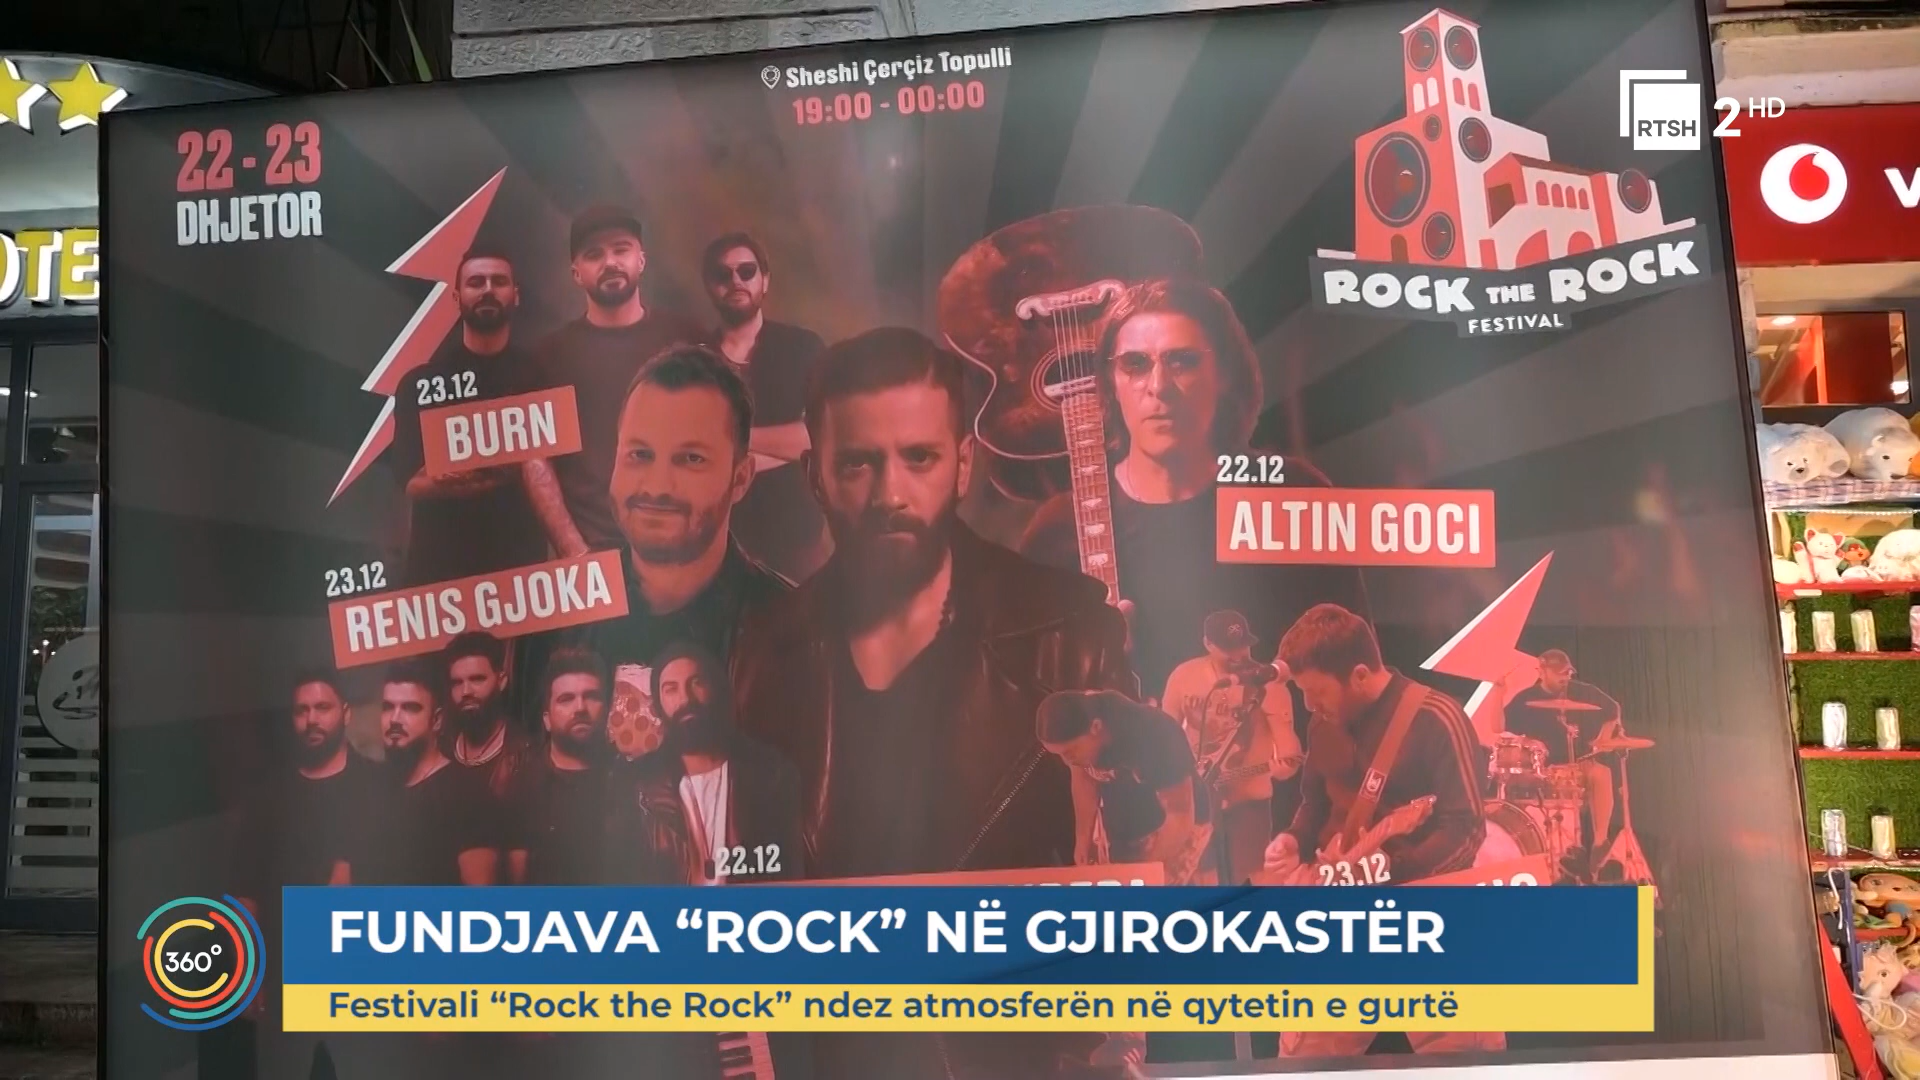 Sheshi Çerçiz Topulli
19:00 - 00:00
22 - 23
DHJETOR
RTSH 2 HD
ROCK THE ROCK
FESTIVAL
23.12
BURN
22.12
ALTIN GOCI
23.12
RENIS GJOKA
22.12
23.12
360°
FUNDJAVA “ROCK” NË GJIROKASTËR
Festivali “Rock the Rock” ndez atmosferën në qytetin e gurtë